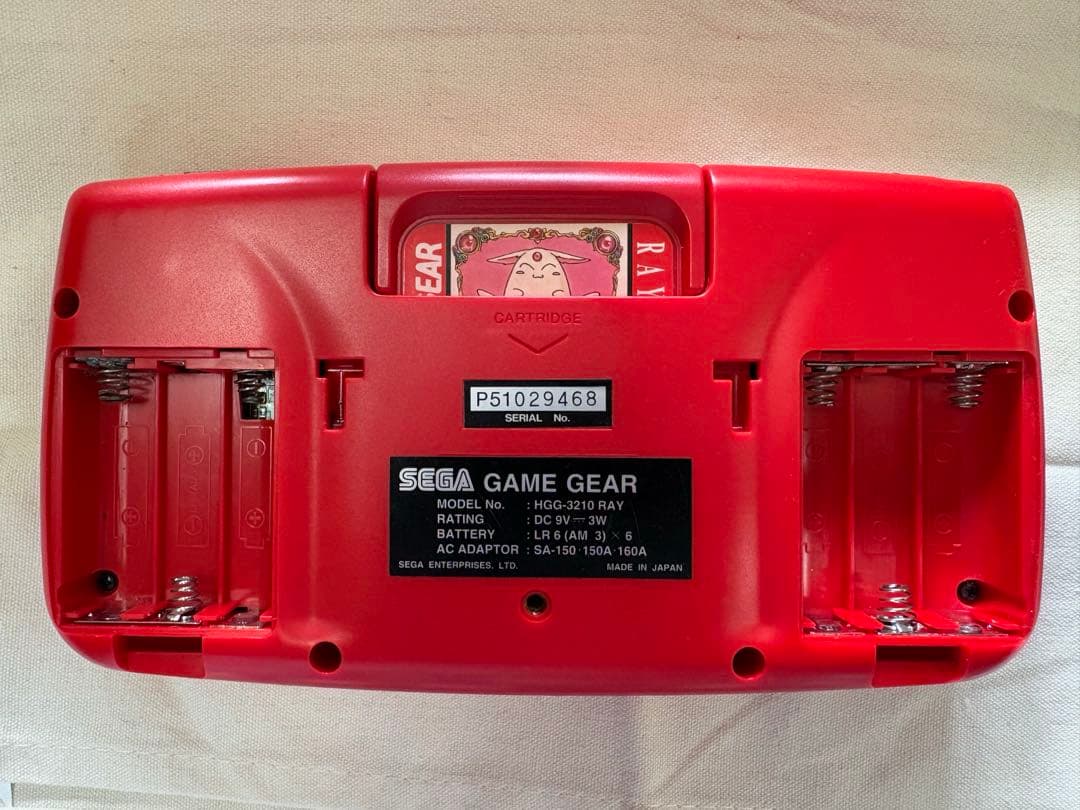 GEAR
RAY
CARTRIDGE
P51029468
SERIAL No.
SEGA GAME GEAR
MODEL No. : HGG-3210 RAY
RATING : DC 9V ⎓ 3W
BATTERY : LR 6 (AM 3) × 6
AC ADAPTOR : SA-150·150A·160A
SEGA ENTERPRISES, LTD. MADE IN JAPAN